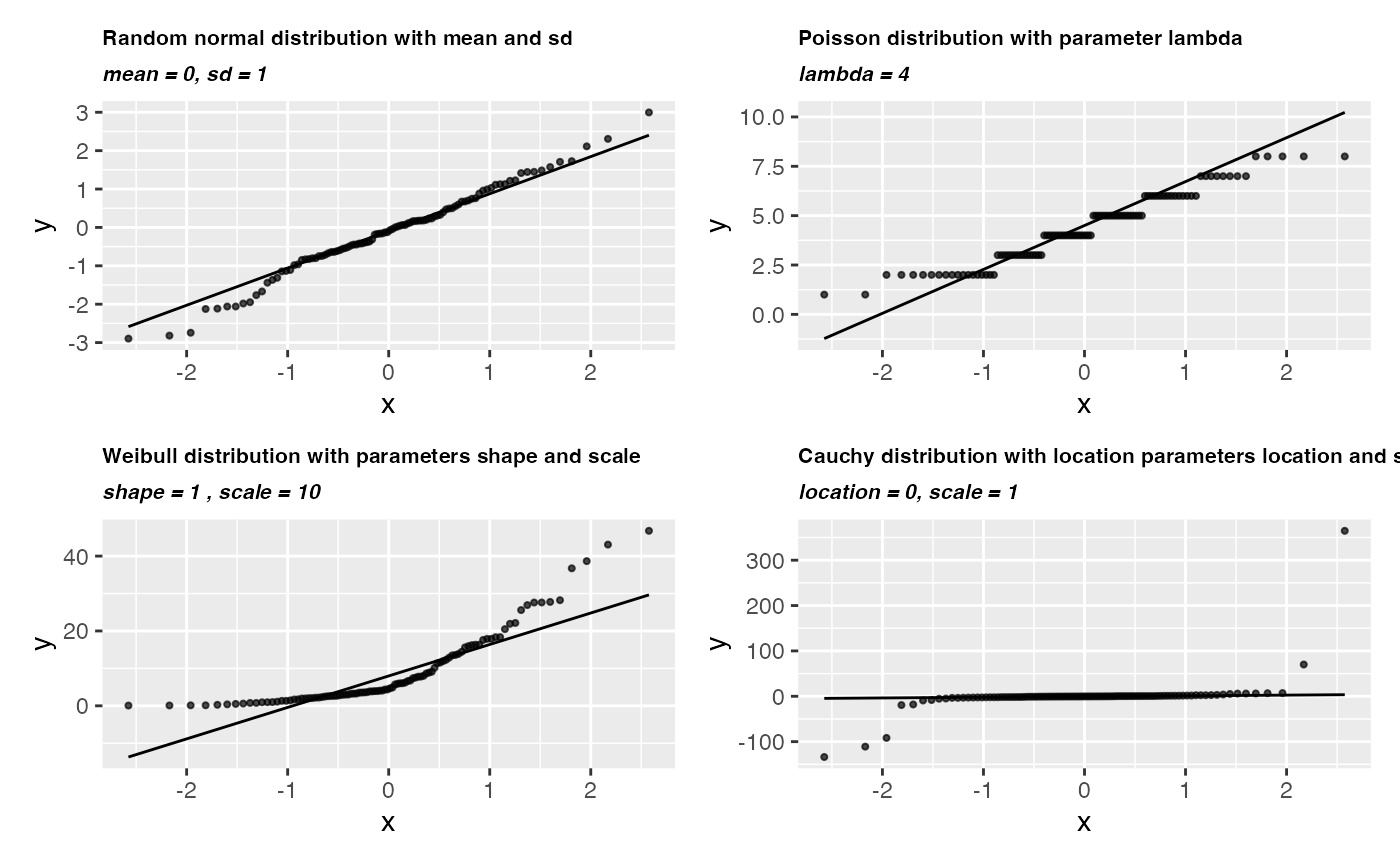 Random normal distribution with mean and sd
mean = 0, sd = 1
3
2
1
0
-1
-2
-3
y
-2 -1 0 1 2
x
Poisson distribution with parameter lambda
lambda = 4
10.0
7.5
5.0
2.5
0.0
y
-2 -1 0 1 2
x
Weibull distribution with parameters shape and scale
shape = 1 , scale = 10
40
20
0
y
-2 -1 0 1 2
x
Cauchy distribution with location parameters location and s
location = 0, scale = 1
300
200
100
0
-100
y
-2 -1 0 1 2
x